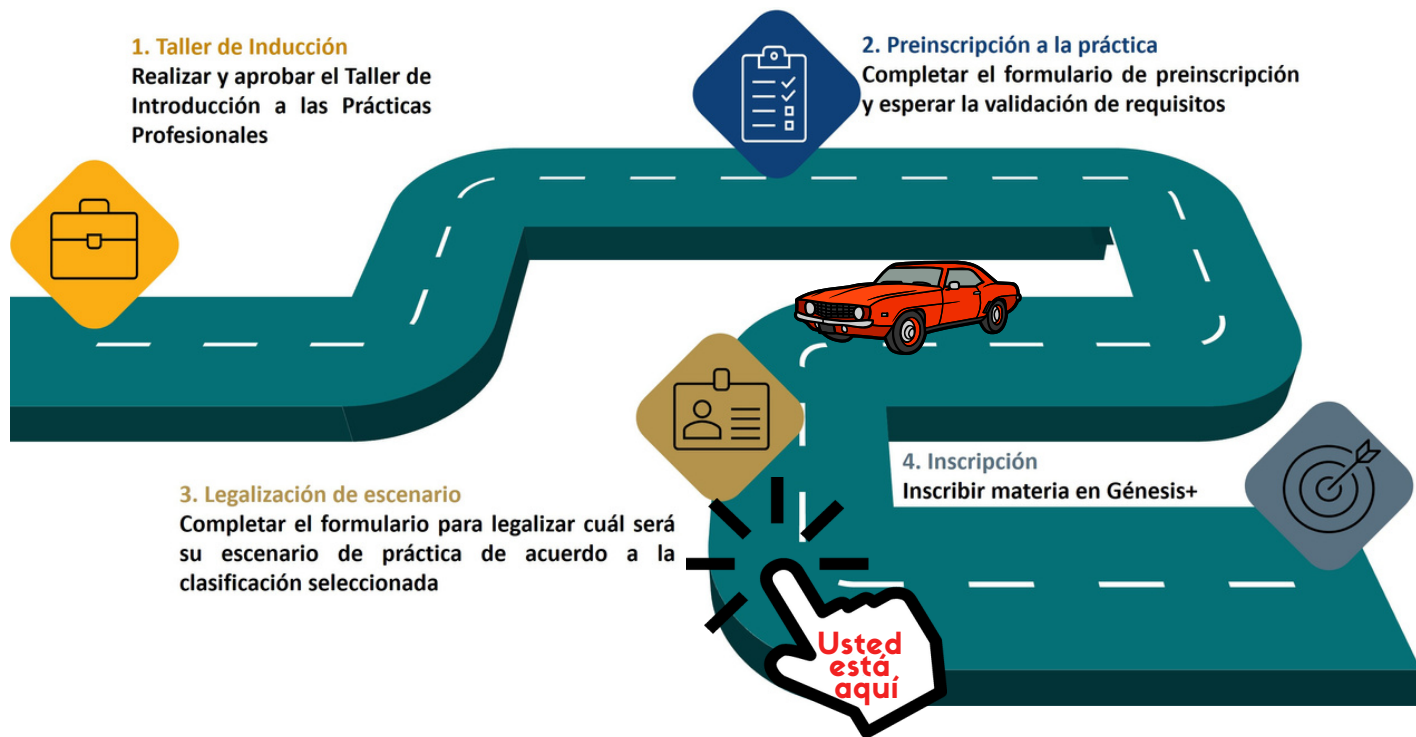 1. Taller de Inducción
Realizar y aprobar el Taller de
Introducción a las Prácticas
Profesionales
2. Preinscripción a la práctica
Completar el formulario de preinscripción
y esperar la validación de requisitos
3. Legalización de escenario
Completar el formulario para legalizar cuál será
su escenario de práctica de acuerdo a la
clasificación seleccionada
4. Inscripción
Inscribir materia en Génesis+
Usted
está
aquí